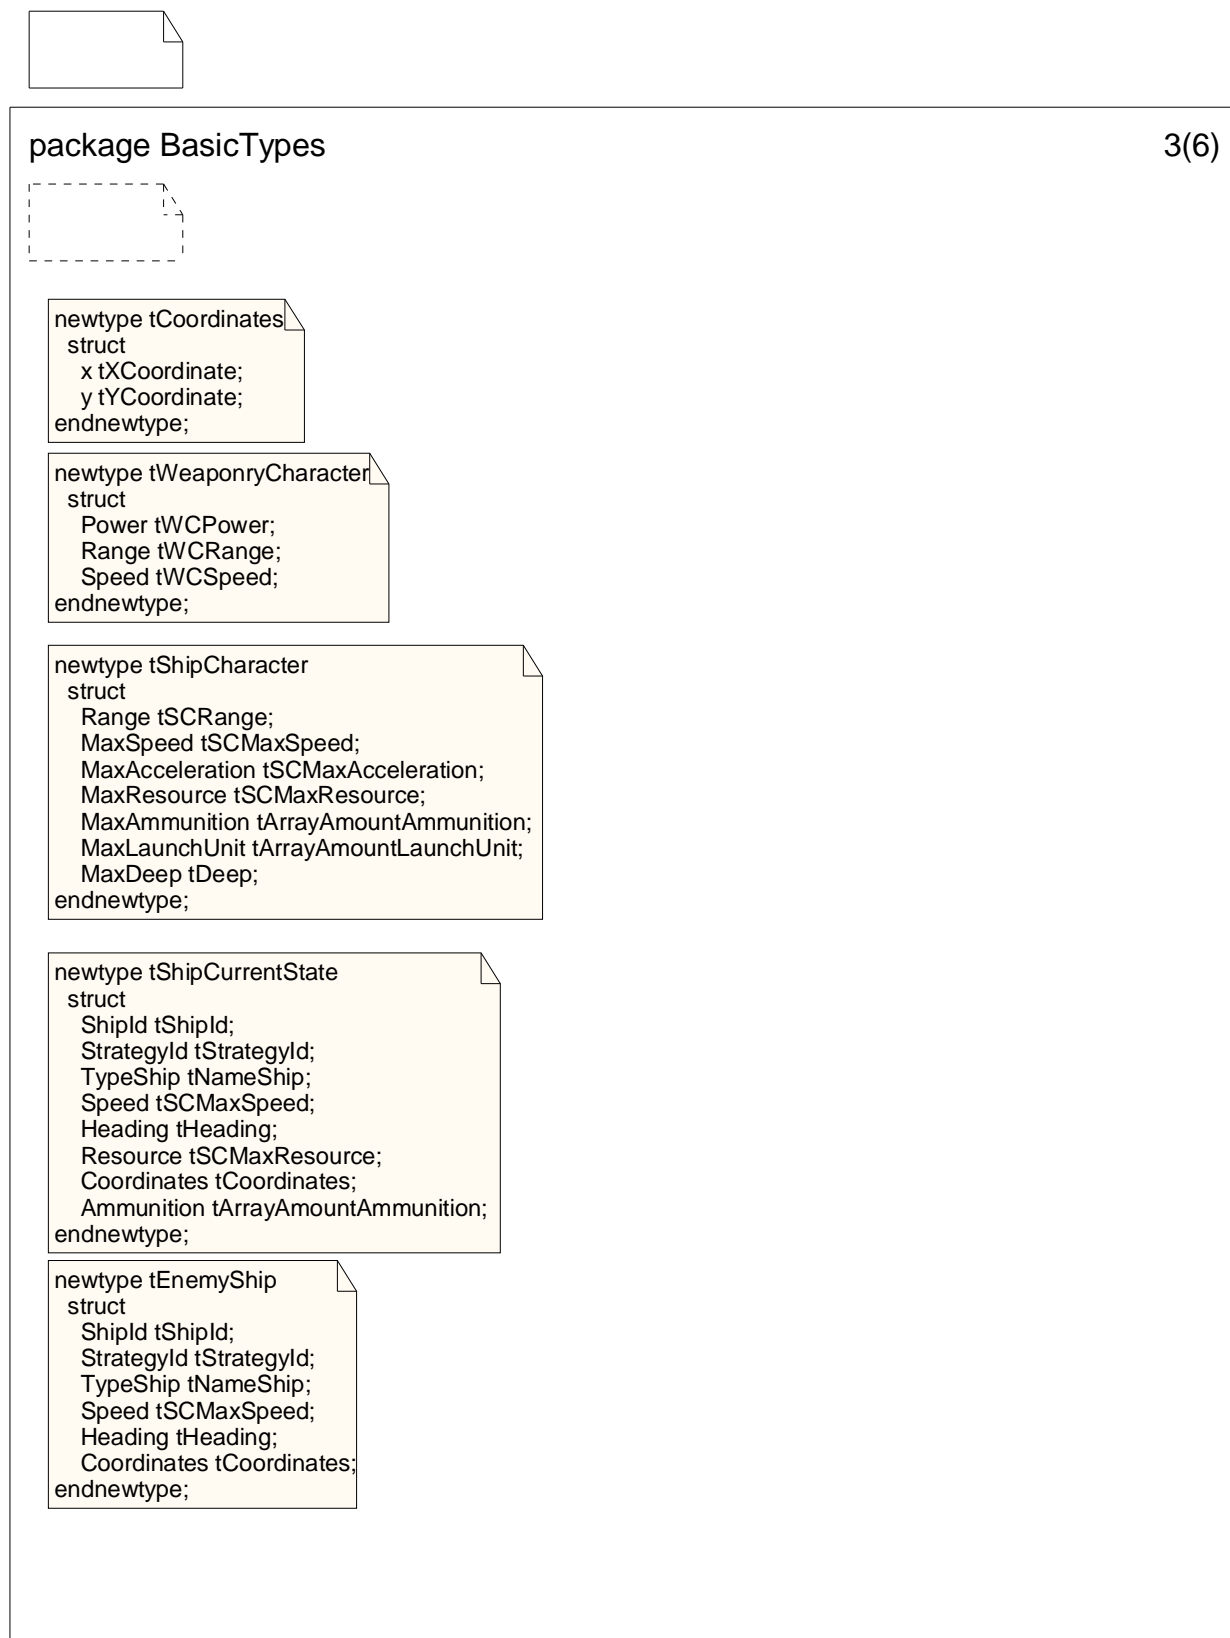 package BasicTypes 3(6)
newtype tCoordinates
struct
x tXCoordinate;
y tYCoordinate;
endnewtype;
newtype tWeaponryCharacter
struct
Power tWCPower;
Range tWCRange;
Speed tWCSpeed;
endnewtype;
newtype tShipCharacter
struct
Range tSCRange;
MaxSpeed tSCMaxSpeed;
MaxAcceleration tSCMaxAcceleration;
MaxResource tSCMaxResource;
MaxAmmunition tArrayAmountAmmunition;
MaxLaunchUnit tArrayAmountLaunchUnit;
MaxDeep tDeep;
endnewtype;
newtype tShipCurrentState
struct
ShipId tShipId;
StrategyId tStrategyId;
TypeShip tNameShip;
Speed tSCMaxSpeed;
Heading tHeading;
Resource tSCMaxResource;
Coordinates tCoordinates;
Ammunition tArrayAmountAmmunition;
endnewtype;
newtype tEnemyShip
struct
ShipId tShipId;
StrategyId tStrategyId;
TypeShip tNameShip;
Speed tSCMaxSpeed;
Heading tHeading;
Coordinates tCoordinates;
endnewtype;